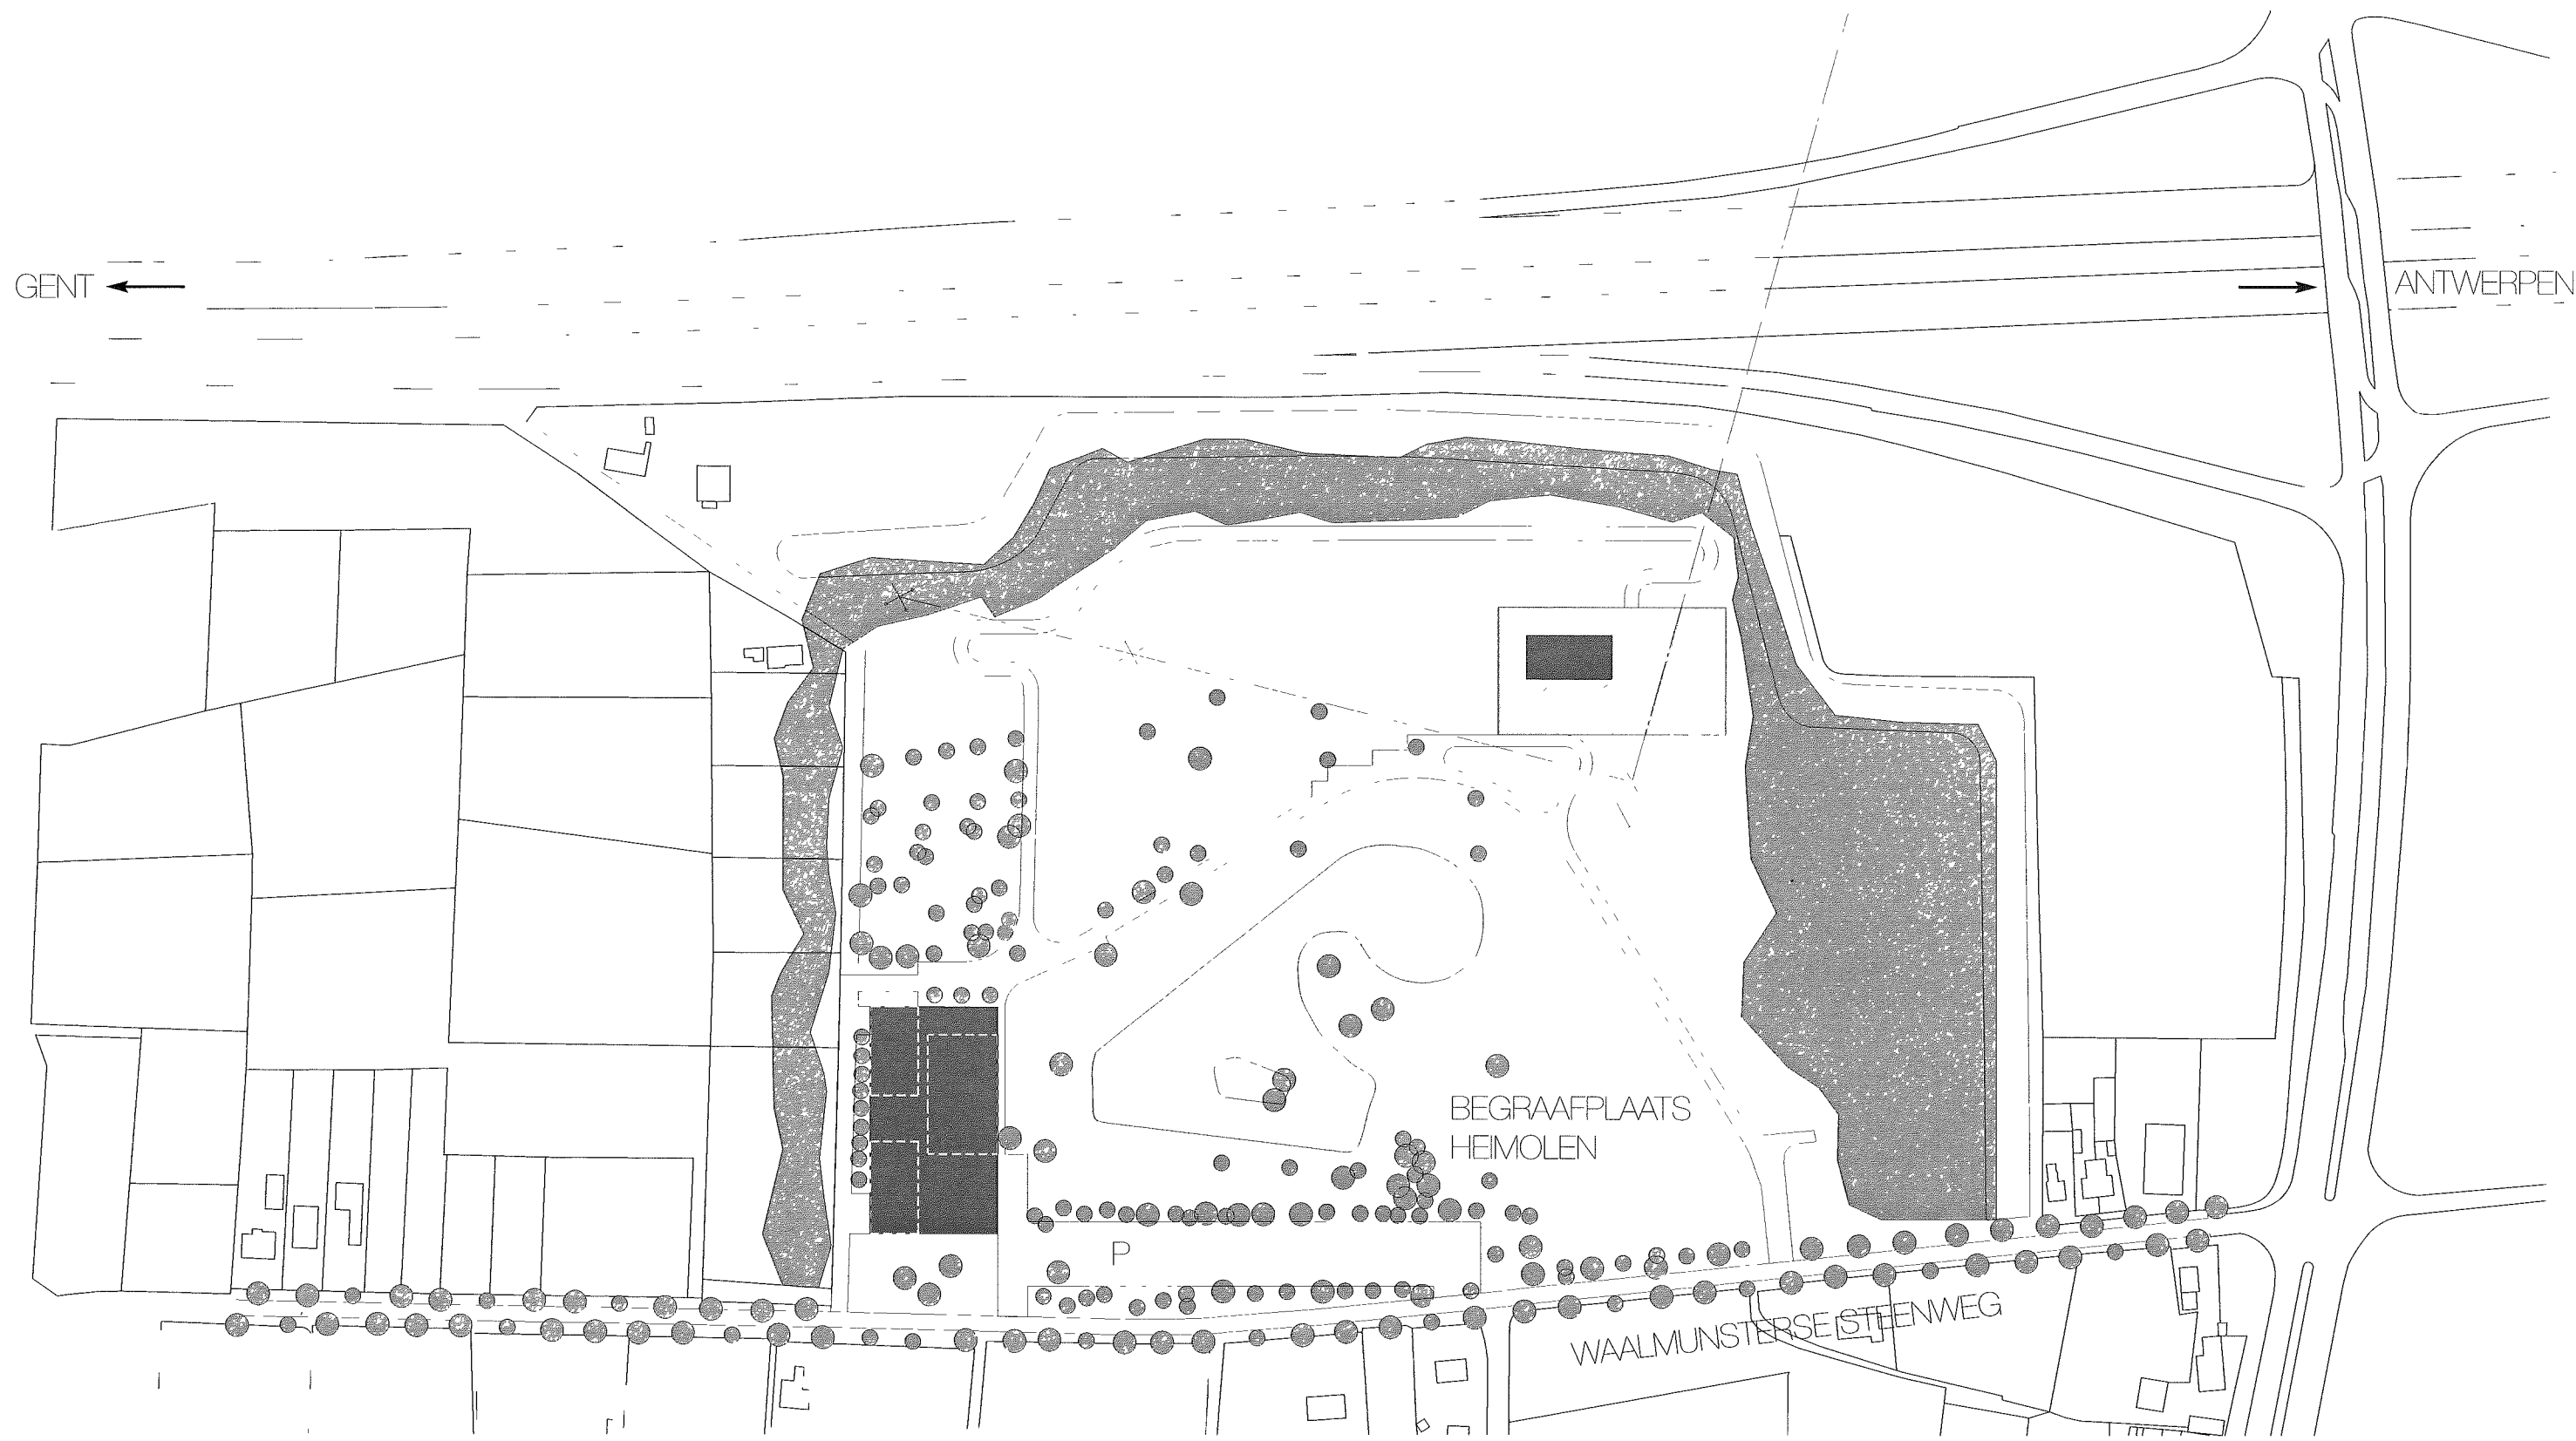 GENT
ANTWERPEN
BEGRAAFPLAATS
HEIMOLEN
P
WAALMUNSTERSE STEENWEG